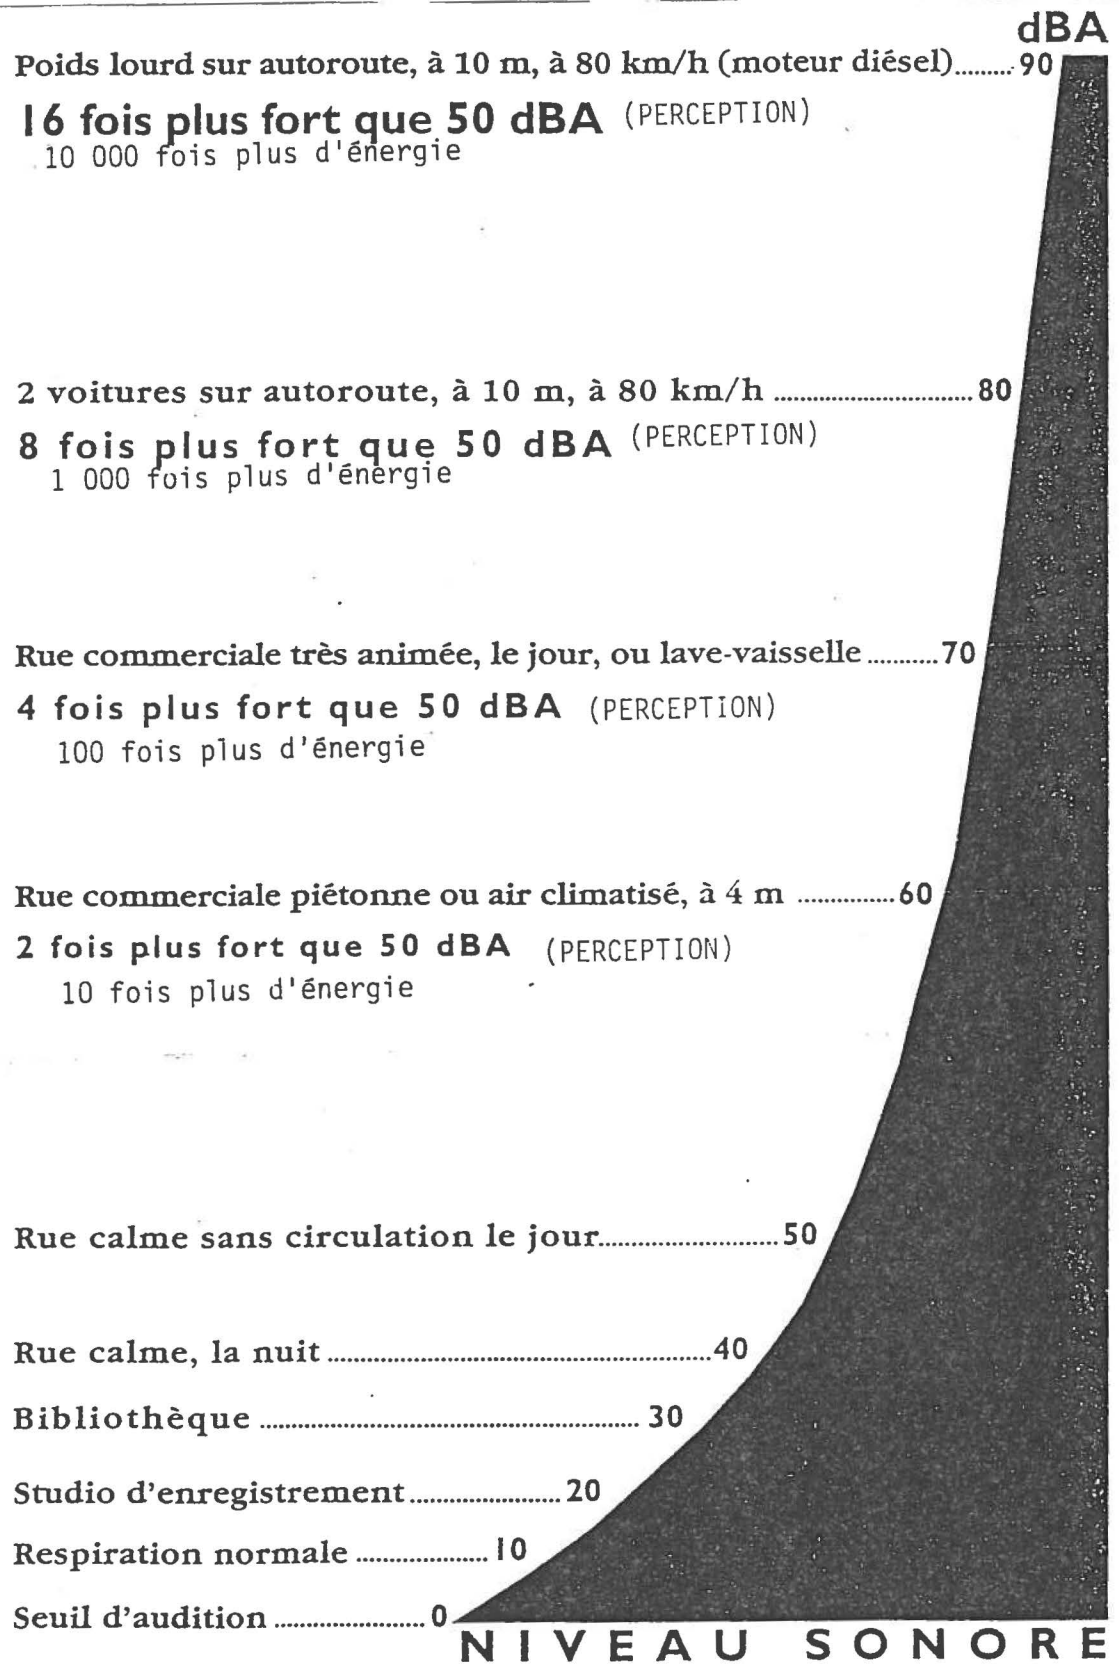 dBA
Poids lourd sur autoroute, à 10 m, à 80 km/h (moteur diésel)......... 90
16 fois plus fort que 50 dBA (PERCEPTION)
10 000 fois plus d'énergie
2 voitures sur autoroute, à 10 m, à 80 km/h .............................. 80
8 fois plus fort que 50 dBA (PERCEPTION)
1 000 fois plus d'énergie
Rue commerciale très animée, le jour, ou lave-vaisselle ........... 70
4 fois plus fort que 50 dBA (PERCEPTION)
100 fois plus d'énergie
Rue commerciale piétonne ou air climatisé, à 4 m ............... 60
2 fois plus fort que 50 dBA (PERCEPTION)
10 fois plus d'énergie
Rue calme sans circulation le jour........................... 50
Rue calme, la nuit .......................................................... 40
Bibliothèque .......................................................... 30
Studio d'enregistrement....................... 20
Respiration normale .................... 10
Seuil d'audition ....................... 0
NIVEAU SONORE